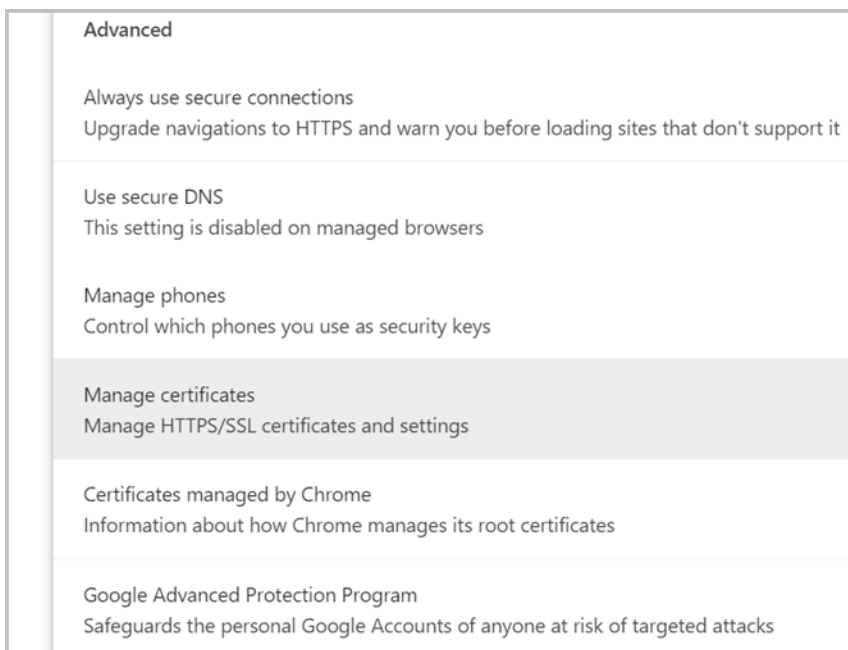 Advanced
Always use secure connections
Upgrade navigations to HTTPS and warn you before loading sites that don't support it
Use secure DNS
This setting is disabled on managed browsers
Manage phones
Control which phones you use as security keys
Manage certificates
Manage HTTPS/SSL certificates and settings
Certificates managed by Chrome
Information about how Chrome manages its root certificates
Google Advanced Protection Program
Safeguards the personal Google Accounts of anyone at risk of targeted attacks